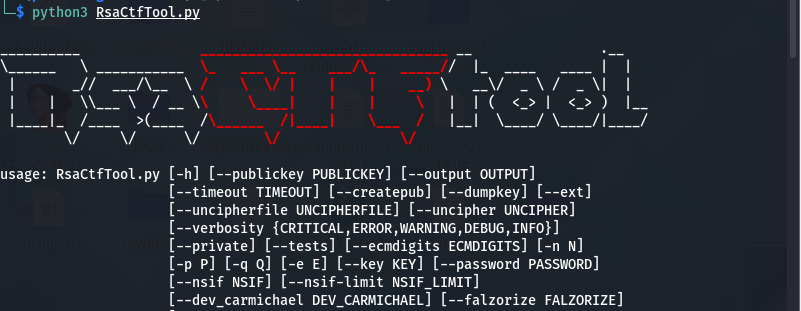 $ python3 RsaCtfTool.py
RsaCTFtool
usage: RsaCtfTool.py [-h] [--publickey PUBLICKEY] [--output OUTPUT]
[--timeout TIMEOUT] [--createpub] [--dumpkey] [--ext]
[--uncipherfile UNCIPHERFILE] [--uncipher UNCIPHER]
[--verbosity {CRITICAL,ERROR,WARNING,DEBUG,INFO}]
[--private] [--tests] [--ecmdigits ECMDIGITS] [-n N]
[-p P] [-q Q] [-e E] [--key KEY] [--password PASSWORD]
[--nsif NSIF] [--nsif-limit NSIF_LIMIT]
[--dev_carmichael DEV_CARMICHAEL] [--falzorize FALZORIZE]